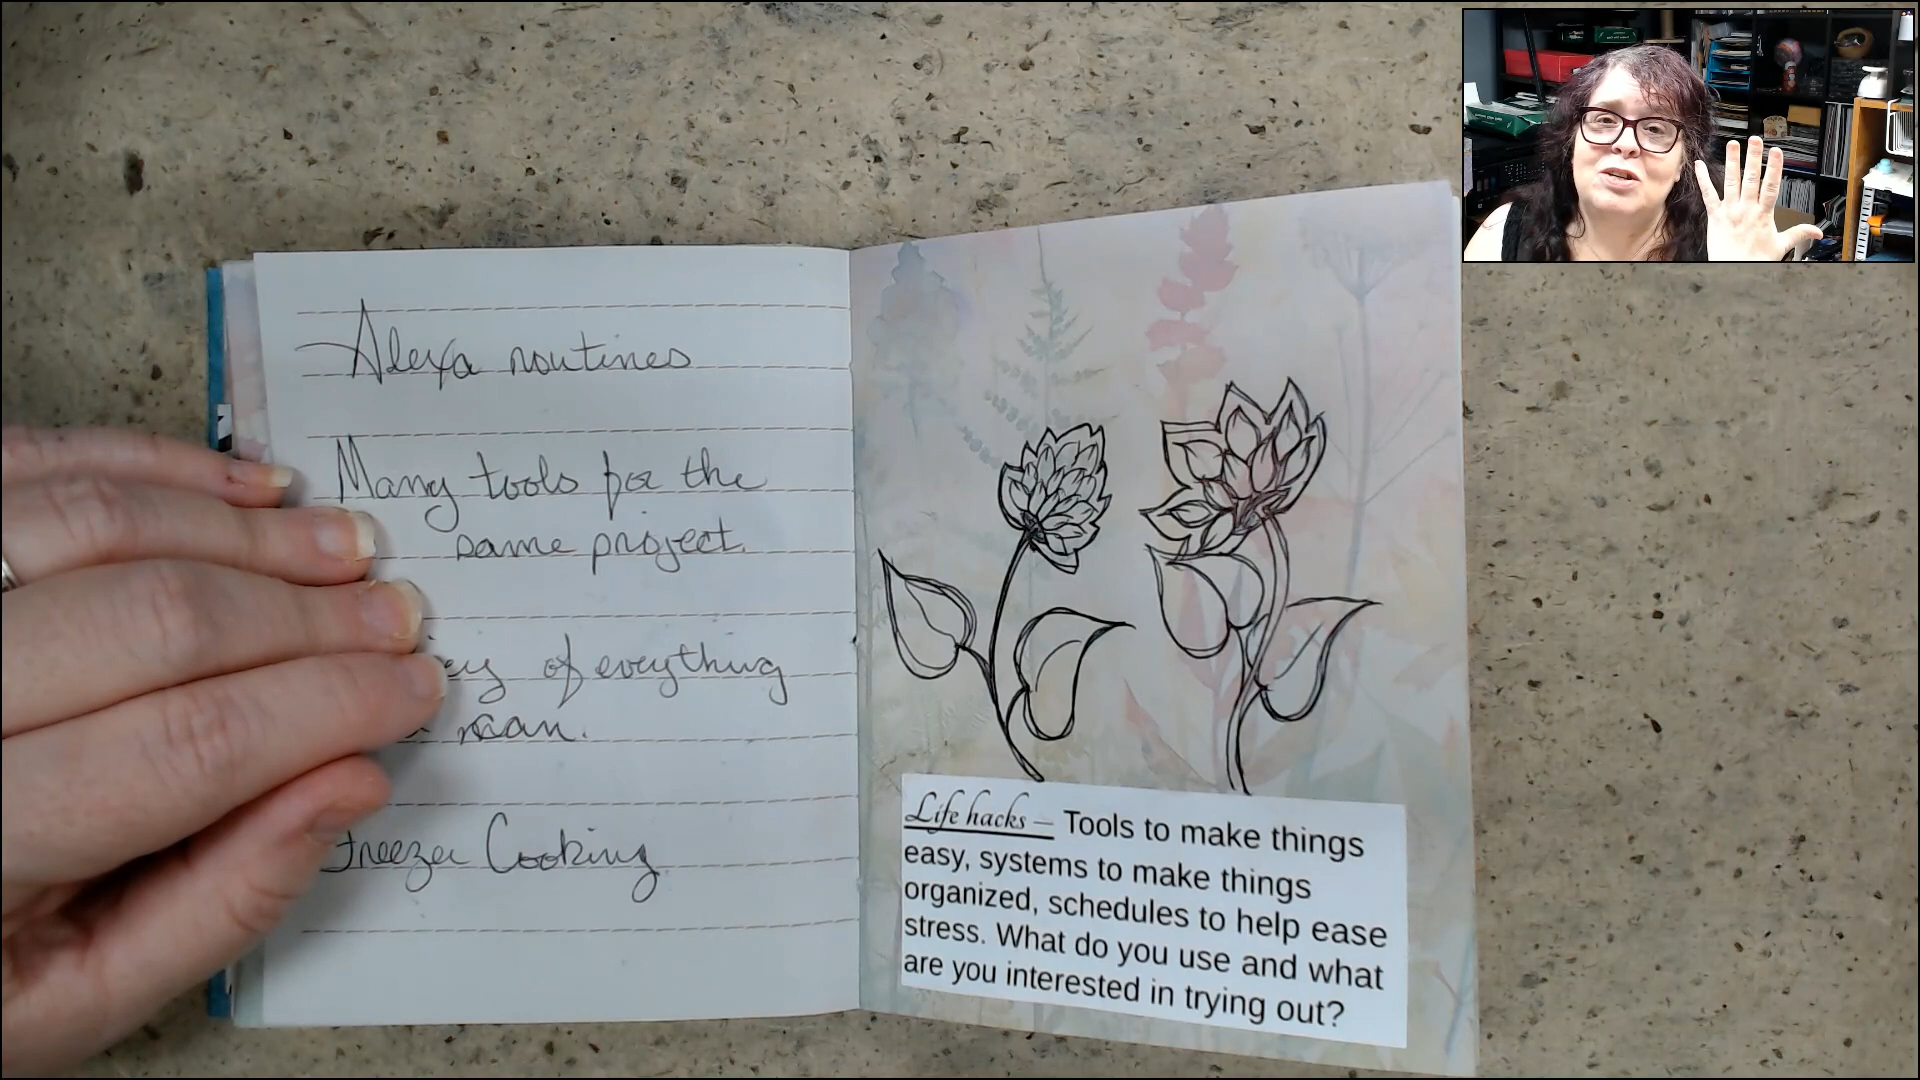 Alexa routines
Many tools for the
same project.
of everything
Freezer Cooking
Life hacks – Tools to make things
easy, systems to make things
organized, schedules to help ease
stress. What do you use and what
are you interested in trying out?